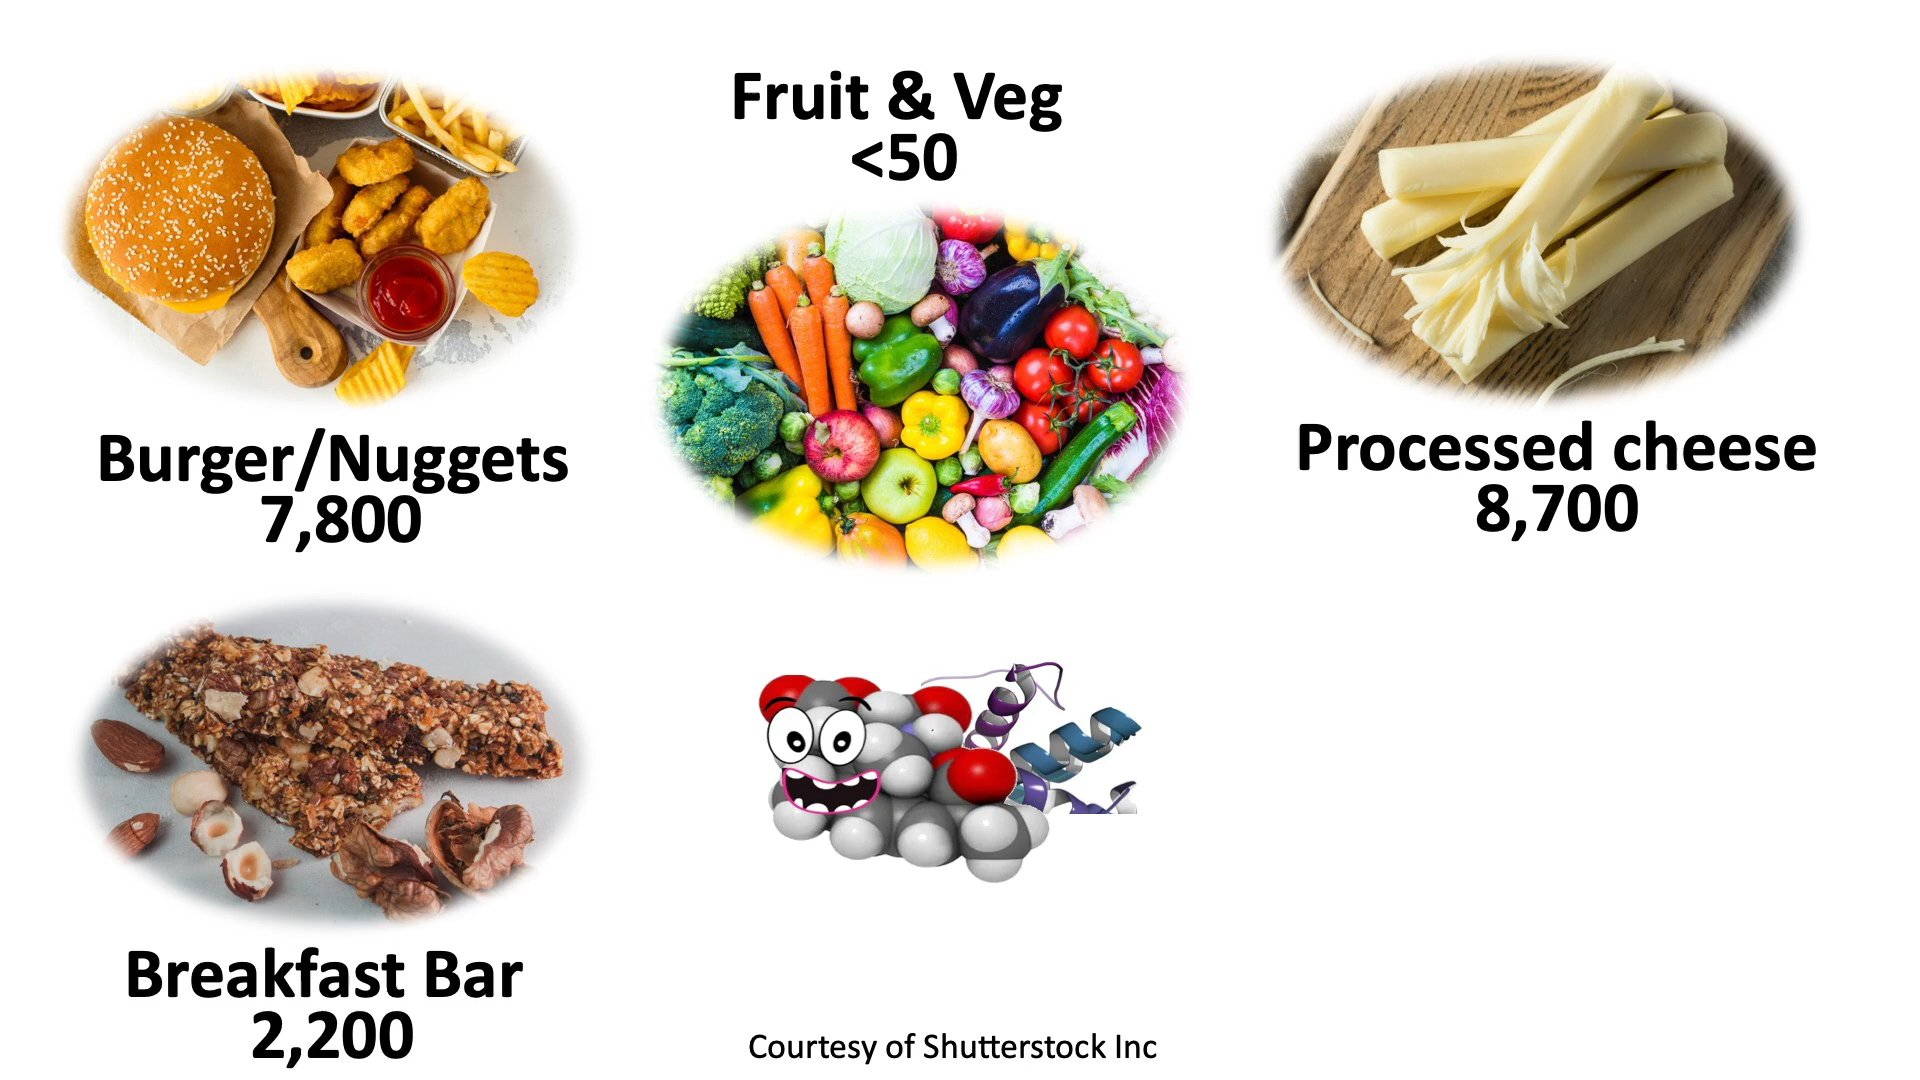 Fruit & Veg
<50
Burger/Nuggets
7,800
Processed cheese
8,700
Breakfast Bar
2,200
Courtesy of Shutterstock Inc